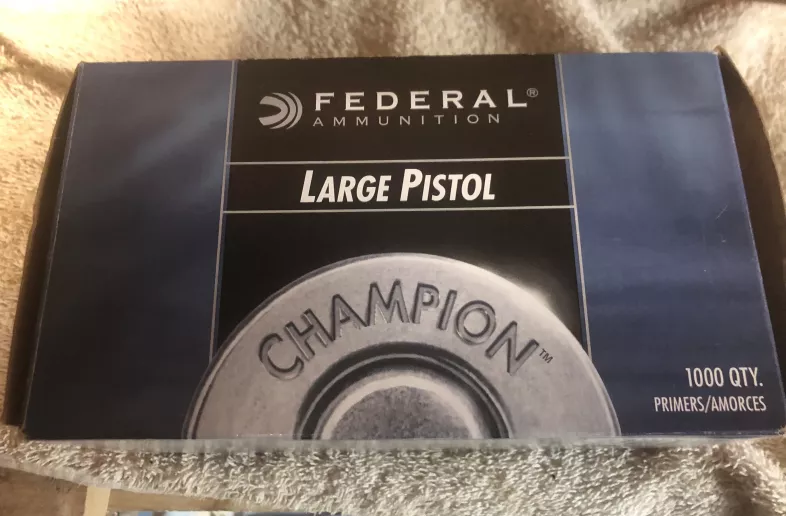 FEDERAL®
AMMUNITION
LARGE PISTOL
CHAMPION™
1000 QTY.
PRIMERS/AMORCES